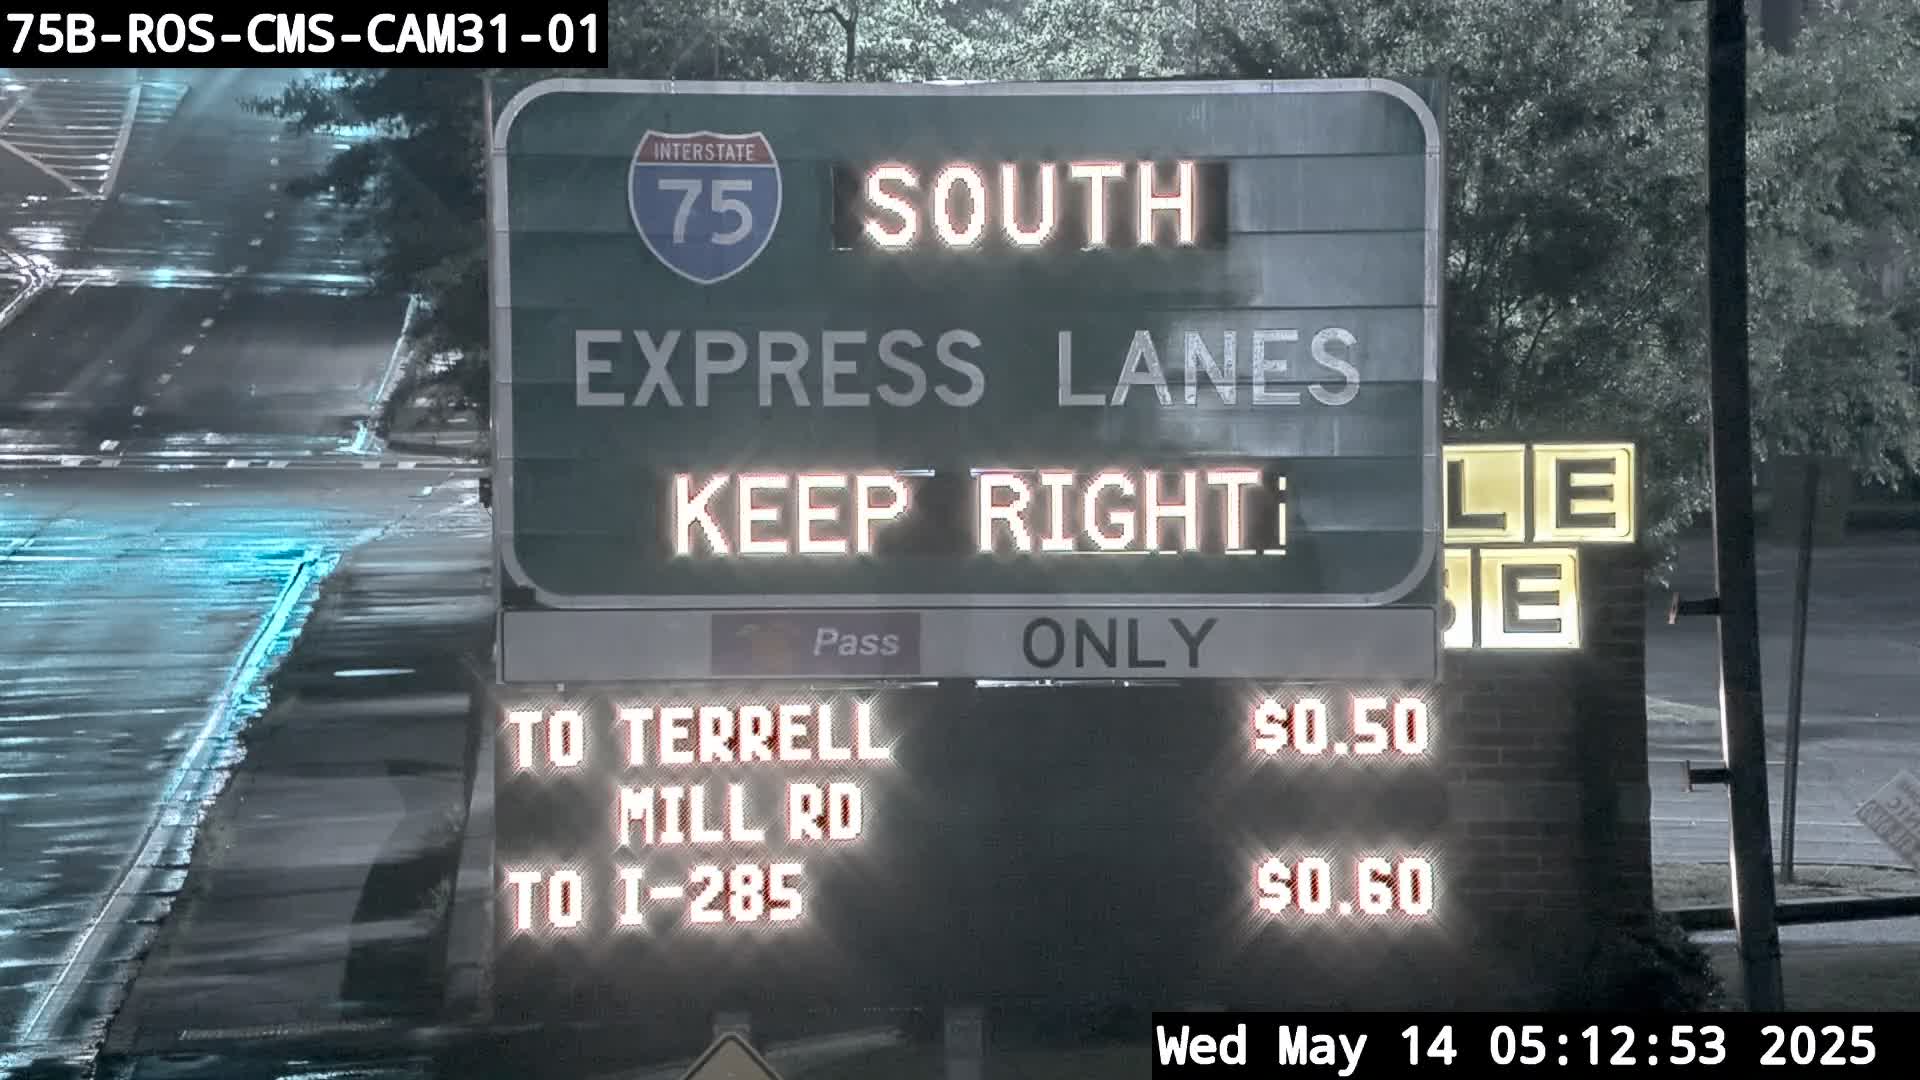 75B-ROS-CMS-CAM31-01
INTERSTATE
75
SOUTH
EXPRESS LANES
KEEP RIGHT
LE
E
Pass ONLY
TO TERRELL $0.50
MILL RD
TO I-285 $0.60
Wed May 14 05:12:53 2025